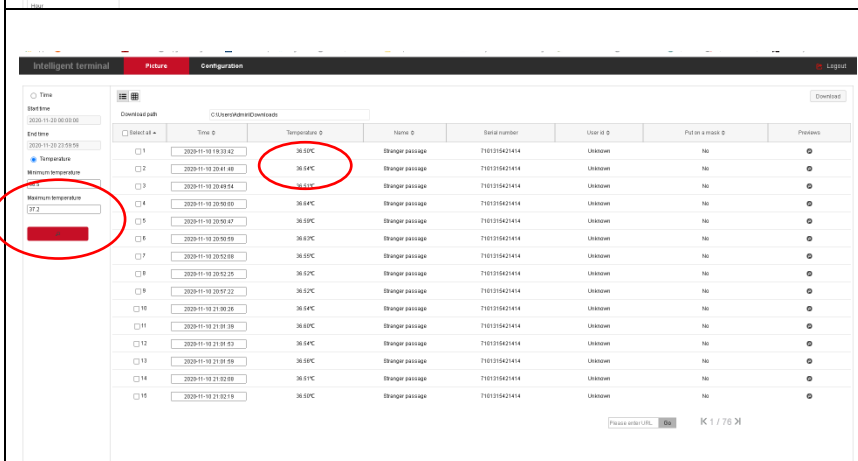 Hour
Intelligent terminal Picture Configuration Logout
Time
Start time
2020-11-20 00:00:00
End time
2020-11-20 23:59:59
Temperature
Minimum temperature
Maximum temperature
37.2
Download
Download path C:\Users\Admin\Downloads
Select all Time Temperature Name Serial number User id Put on a mask Previews
1 2020-11-10 19:33:42 36.50℃ Stranger passage 7101315421414 Unknown No
2 2020-11-10 20:41:40 36.54℃ Stranger passage 7101315421414 Unknown No
3 2020-11-10 20:49:54 36.51℃ Stranger passage 7101315421414 Unknown No
4 2020-11-10 20:50:00 36.84℃ Stranger passage 7101315421414 Unknown No
5 2020-11-10 20:50:47 36.59℃ Stranger passage 7101315421414 Unknown No
6 2020-11-10 20:50:59 36.83℃ Stranger passage 7101315421414 Unknown No
7 2020-11-10 20:52:08 36.55℃ Stranger passage 7101315421414 Unknown No
8 2020-11-10 20:52:25 36.52℃ Stranger passage 7101315421414 Unknown No
9 2020-11-10 20:57:22 36.52℃ Stranger passage 7101315421414 Unknown No
10 2020-11-10 21:00:26 36.54℃ Stranger passage 7101315421414 Unknown No
11 2020-11-10 21:01:39 36.60℃ Stranger passage 7101315421414 Unknown No
12 2020-11-10 21:01:53 36.54℃ Stranger passage 7101315421414 Unknown No
13 2020-11-10 21:01:59 36.56℃ Stranger passage 7101315421414 Unknown No
14 2020-11-10 21:02:08 36.51℃ Stranger passage 7101315421414 Unknown No
15 2020-11-10 21:02:19 36.50℃ Stranger passage 7101315421414 Unknown No
Please enter URL Go 1 / 76